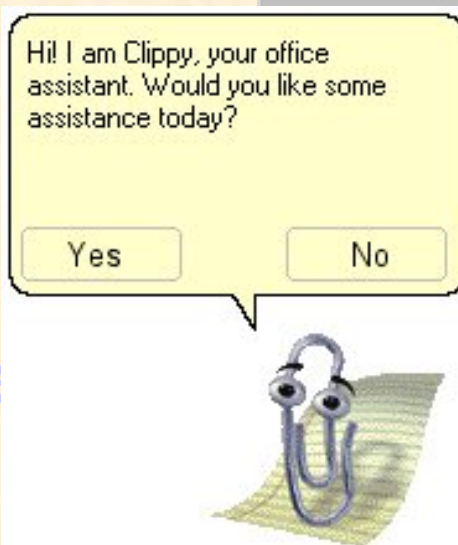 Hi! I am Clippy, your office
assistant. Would you like some
assistance today?
Yes
No